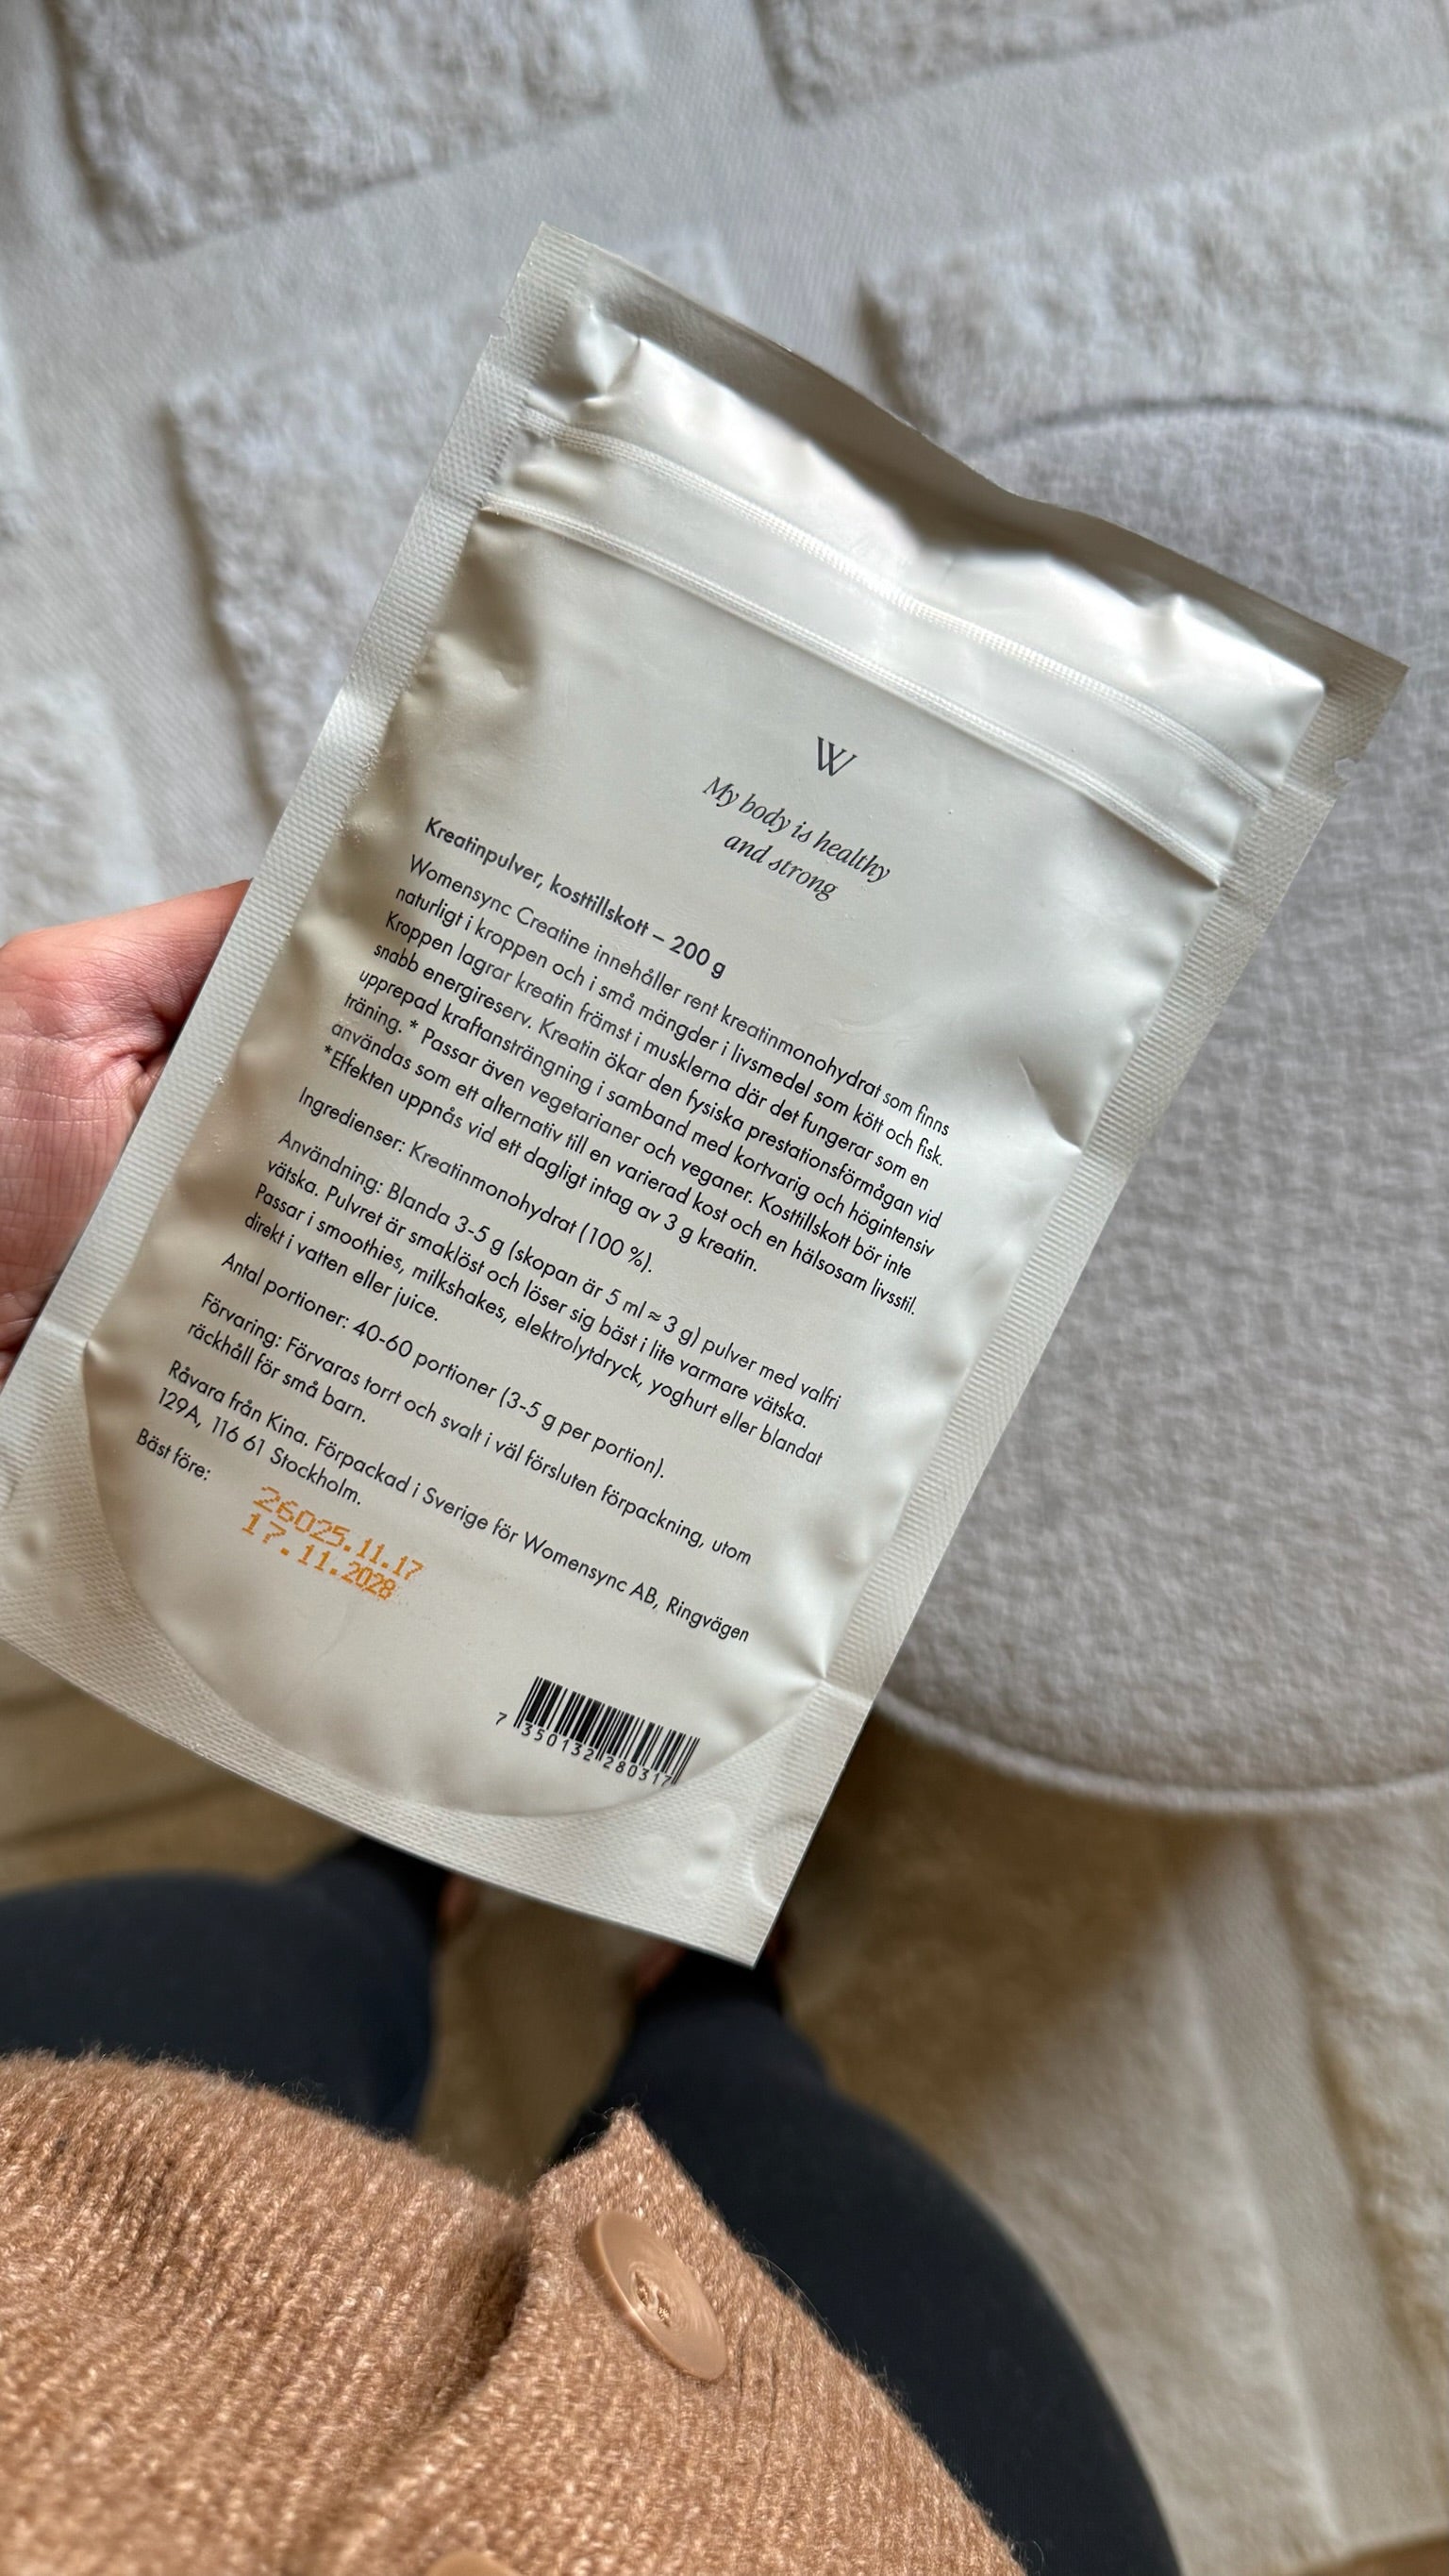 W
My body is healthy
and strong
Kreatinpulver, kosttillskott – 200 g
Womensync Creatine innehåller rent kreatinmonohydrat som finns
naturligt i kroppen och i små mängder i livsmedel som kött och fisk.
Kroppen lagrar kreatin främst i musklerna där det fungerar som en
snabb energireserv. Kreatin ökar den fysiska prestationsförmågan vid
upprepad kraftansträngning i samband med kortvarig och högintensiv
träning. * Passar även vegetarianer och veganer. Kosttillskott bör inte
användas som ett alternativ till en varierad kost och en hälsosam livsstil.
*Effekten uppnås vid ett dagligt intag av 3 g kreatin.
Ingredienser: Kreatinmonohydrat (100 %).
Användning: Blanda 3-5 g (skopan är 5 ml ≈ 3 g) pulver med valfri
vätska. Pulvret är smaklöst och löser sig bäst i lite varmare vätska.
Passar i smoothies, milkshakes, elektrolytdryck, yoghurt eller blandat
direkt i vatten eller juice.
Antal portioner: 40-60 portioner (3-5 g per portion).
Förvaring: Förvaras torrt och svalt i väl försluten förpackning, utom
räckhåll för små barn.
Råvara från Kina. Förpackad i Sverige för Womensync AB, Ringvägen
129A, 116 61 Stockholm.
Bäst före:
26025.11.17
17.11.2028
7 350132 280317